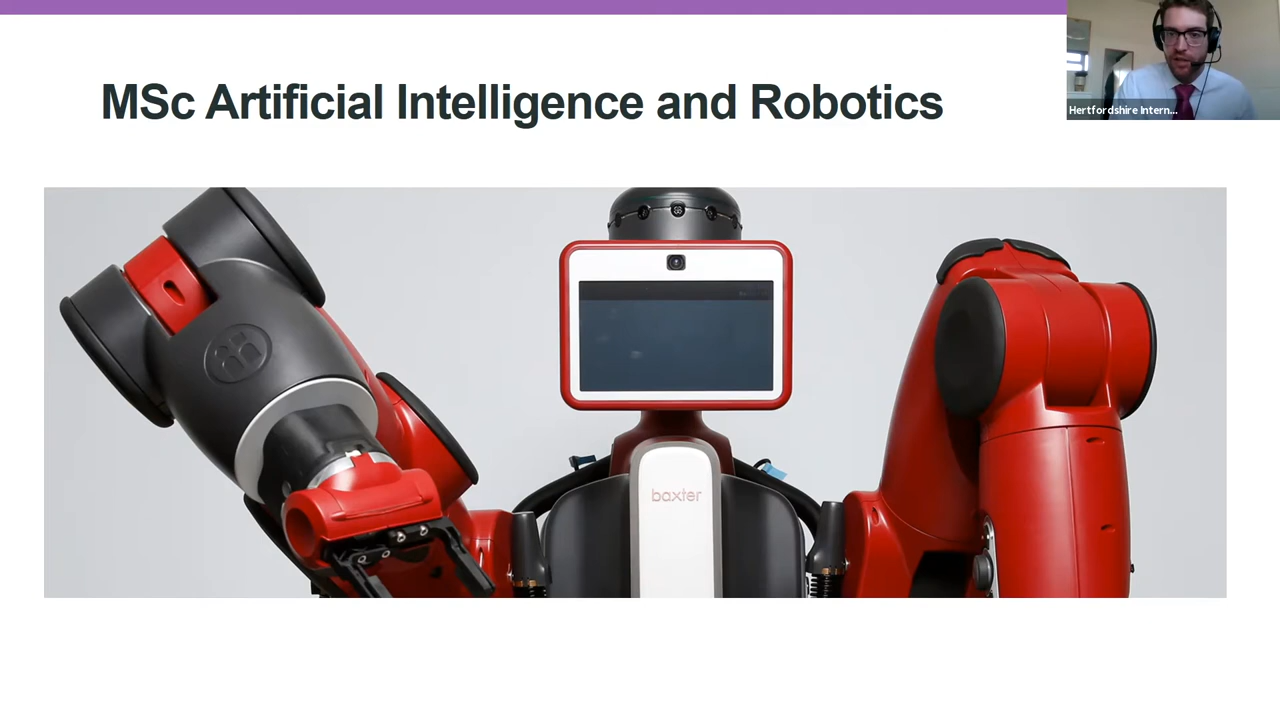 MSc Artificial Intelligence and Robotics
Hertfordshire Intern...
baxter